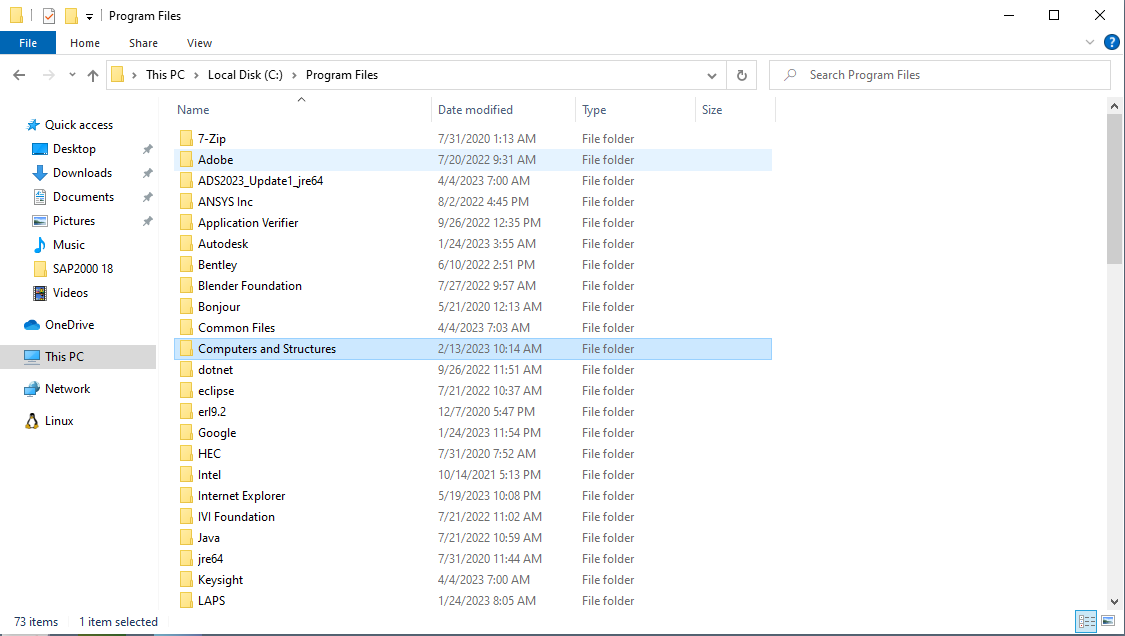 Program Files
File Home Share View
This PC Local Disk (C:) Program Files Search Program Files
Name Date modified Type Size
Quick access
Desktop
Downloads
Documents
Pictures
Music
SAP2000 18
Videos
OneDrive
This PC
Network
Linux
7-Zip 7/31/2020 1:13 AM File folder
Adobe 7/20/2022 9:31 AM File folder
ADS2023_Update1_jre64 4/4/2023 7:00 AM File folder
ANSYS Inc 8/2/2022 4:45 PM File folder
Application Verifier 9/26/2022 12:35 PM File folder
Autodesk 1/24/2023 3:55 AM File folder
Bentley 6/10/2022 2:51 PM File folder
Blender Foundation 7/27/2022 9:57 AM File folder
Bonjour 5/21/2020 12:13 AM File folder
Common Files 4/4/2023 7:03 AM File folder
Computers and Structures 2/13/2023 10:14 AM File folder
dotnet 9/26/2022 11:51 AM File folder
eclipse 7/21/2022 10:37 AM File folder
erl9.2 12/7/2020 5:47 PM File folder
Google 1/24/2023 11:54 PM File folder
HEC 7/31/2020 7:52 AM File folder
Intel 10/14/2021 5:13 PM File folder
Internet Explorer 5/19/2023 10:08 PM File folder
IVI Foundation 7/21/2022 11:02 AM File folder
Java 7/21/2022 10:59 AM File folder
jre64 7/31/2020 11:44 AM File folder
Keysight 4/4/2023 7:00 AM File folder
LAPS 1/24/2023 8:05 AM File folder
73 items 1 item selected